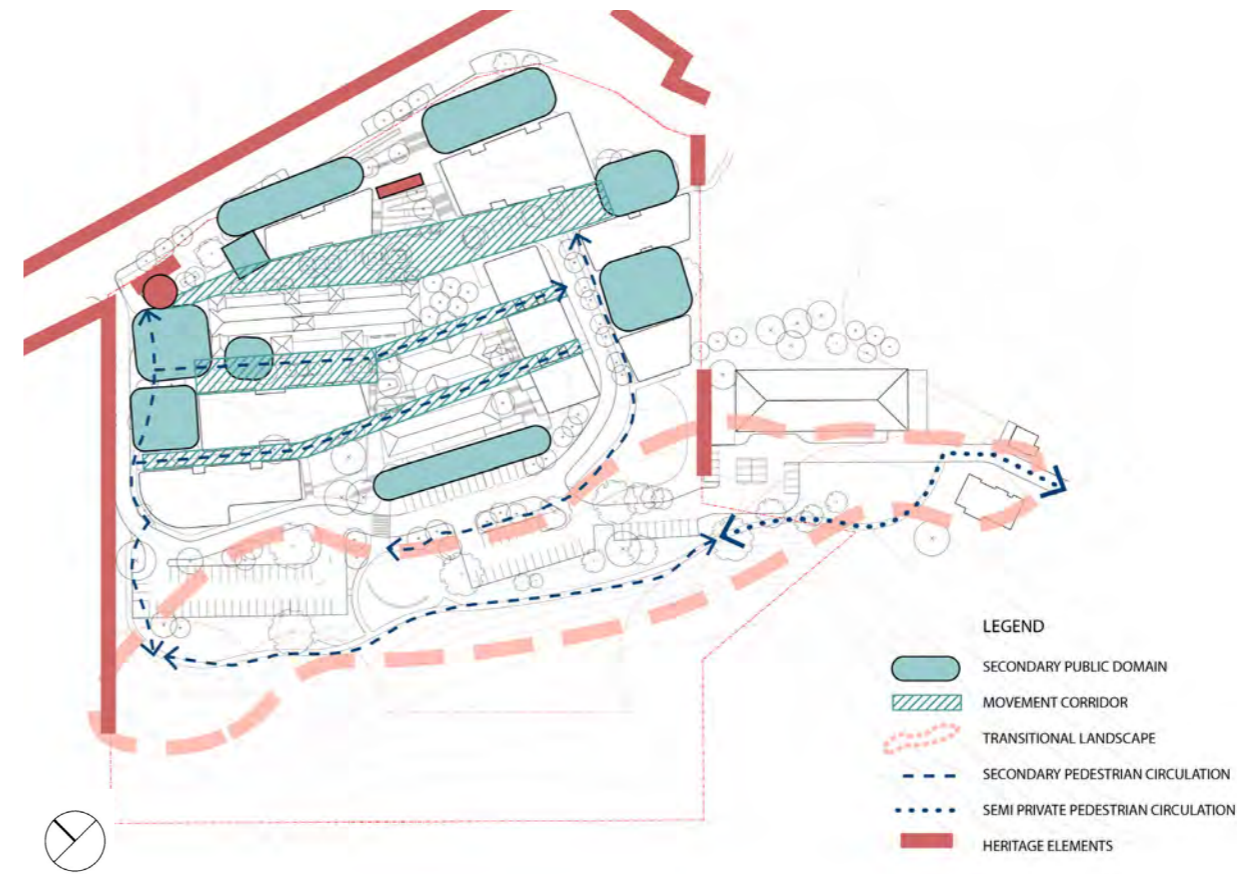 LEGEND
SECONDARY PUBLIC DOMAIN
MOVEMENT CORRIDOR
TRANSITIONAL LANDSCAPE
SECONDARY PEDESTRIAN CIRCULATION
SEMI PRIVATE PEDESTRIAN CIRCULATION
HERITAGE ELEMENTS